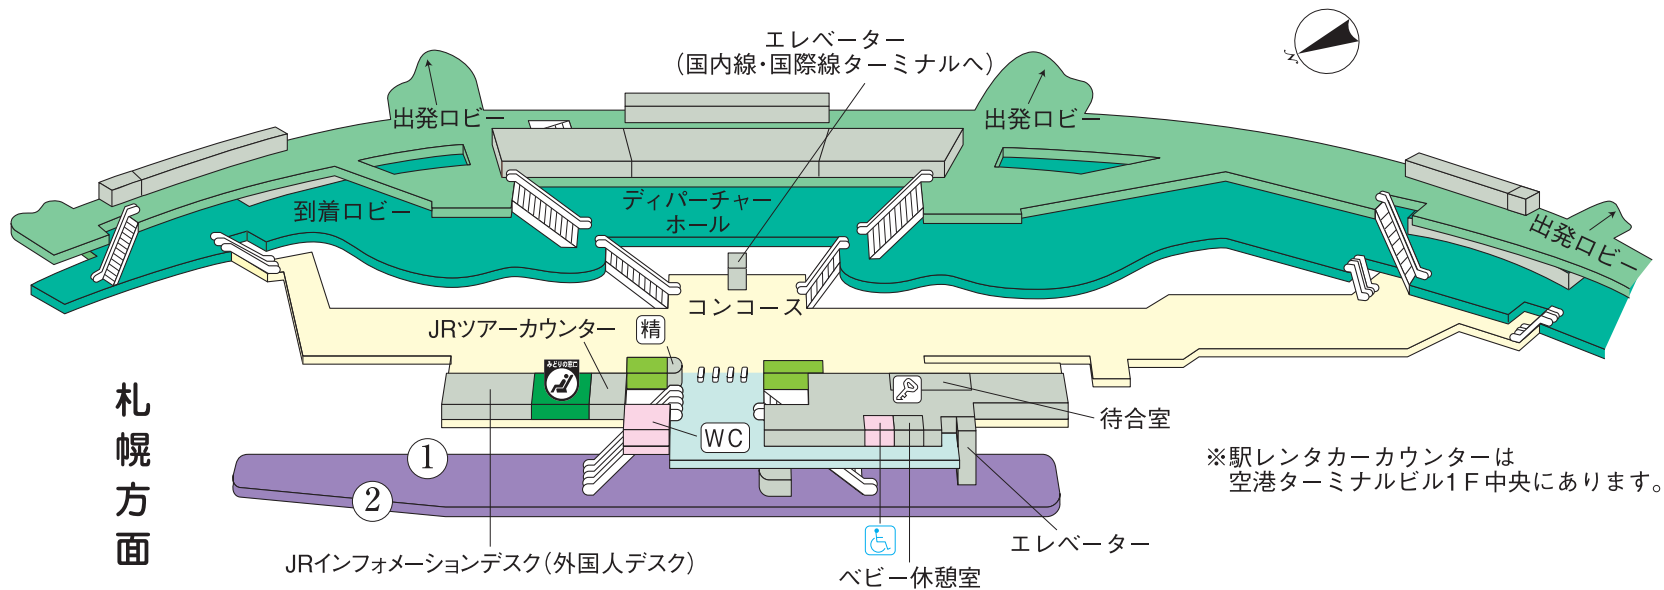 エレベーター
（国内線・国際線ターミナルへ）
出発ロビー
出発ロビー
到着ロビー
ディパーチャー
ホール
出発ロビー
コンコース
JRツアーカウンター
精
みどりの窓口
札幌方面
WC
待合室
①
②
※駅レンタカーカウンターは
空港ターミナルビル1F中央にあります。
JRインフォメーションデスク（外国人デスク）
エレベーター
ベビー休憩室